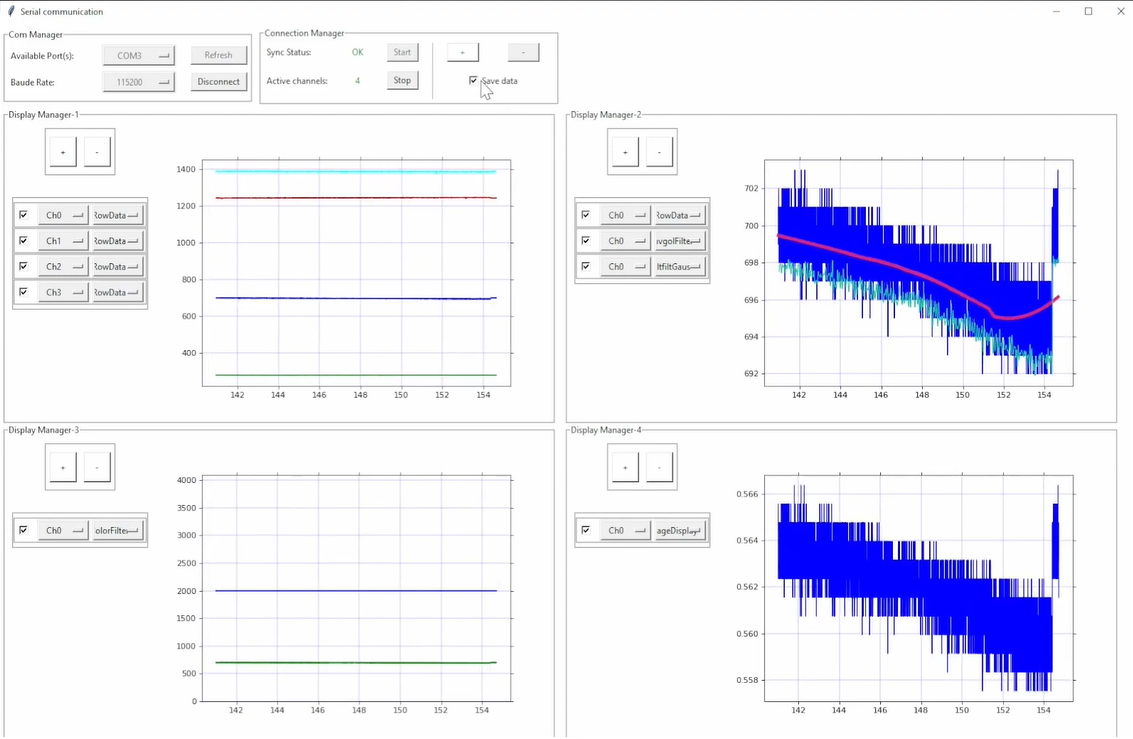 Serial communication
Com Manager
Available Port(s): COM3 Refresh
Baude Rate: 115200 Disconnect
Connection Manager
Sync Status: OK Start + -
Active channels: 4 Stop Save data
Display Manager-1
+ -
Ch0 RowData
Ch1 RowData
Ch2 RowData
Ch3 RowData
1400
1200
1000
800
600
400
142 144 146 148 150 152 154
Display Manager-2
+ -
Ch0 RowData
Ch0 vgolFilte
Ch0 ltfiltGaus
702
700
698
696
694
692
142 144 146 148 150 152 154
Display Manager-3
+ -
Ch0 olorFilte
4000
3500
3000
2500
2000
1500
1000
500
0
142 144 146 148 150 152 154
Display Manager-4
+ -
Ch0 ageDispl
0.566
0.564
0.562
0.560
0.558
142 144 146 148 150 152 154